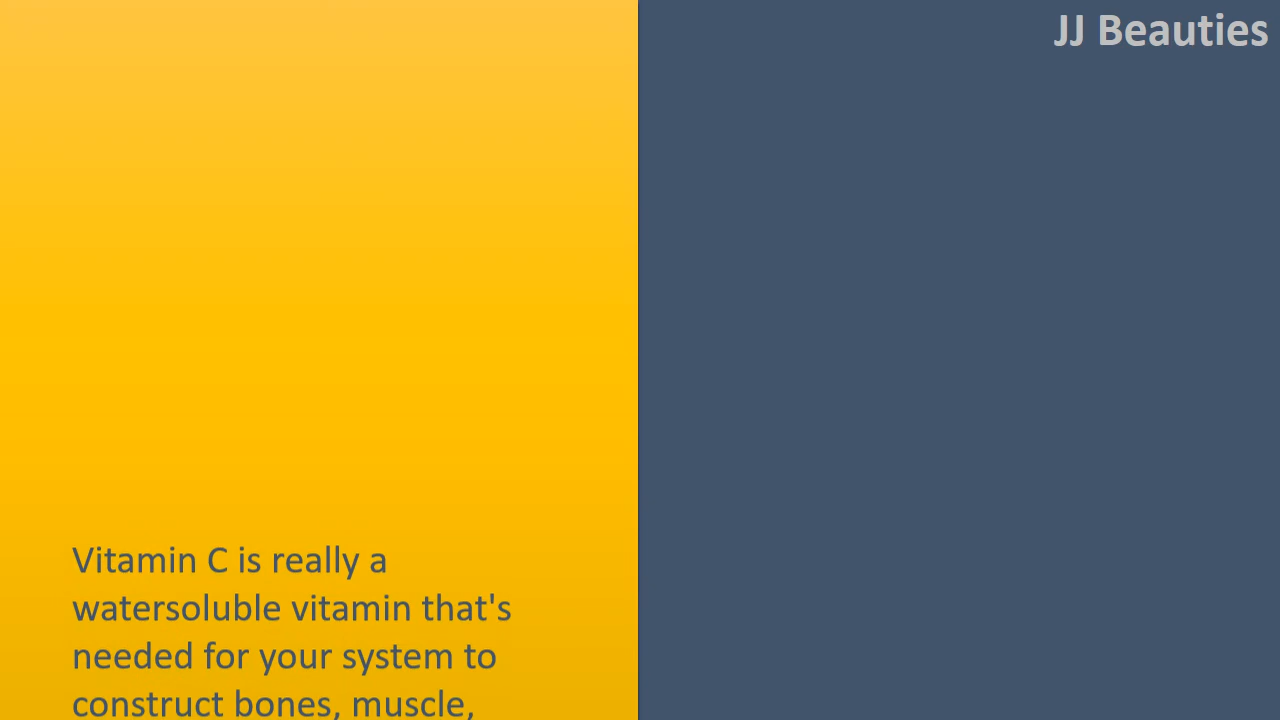 JJ Beauties
Vitamin C is really a
watersoluble vitamin that's
needed for your system to
construct bones, muscle,